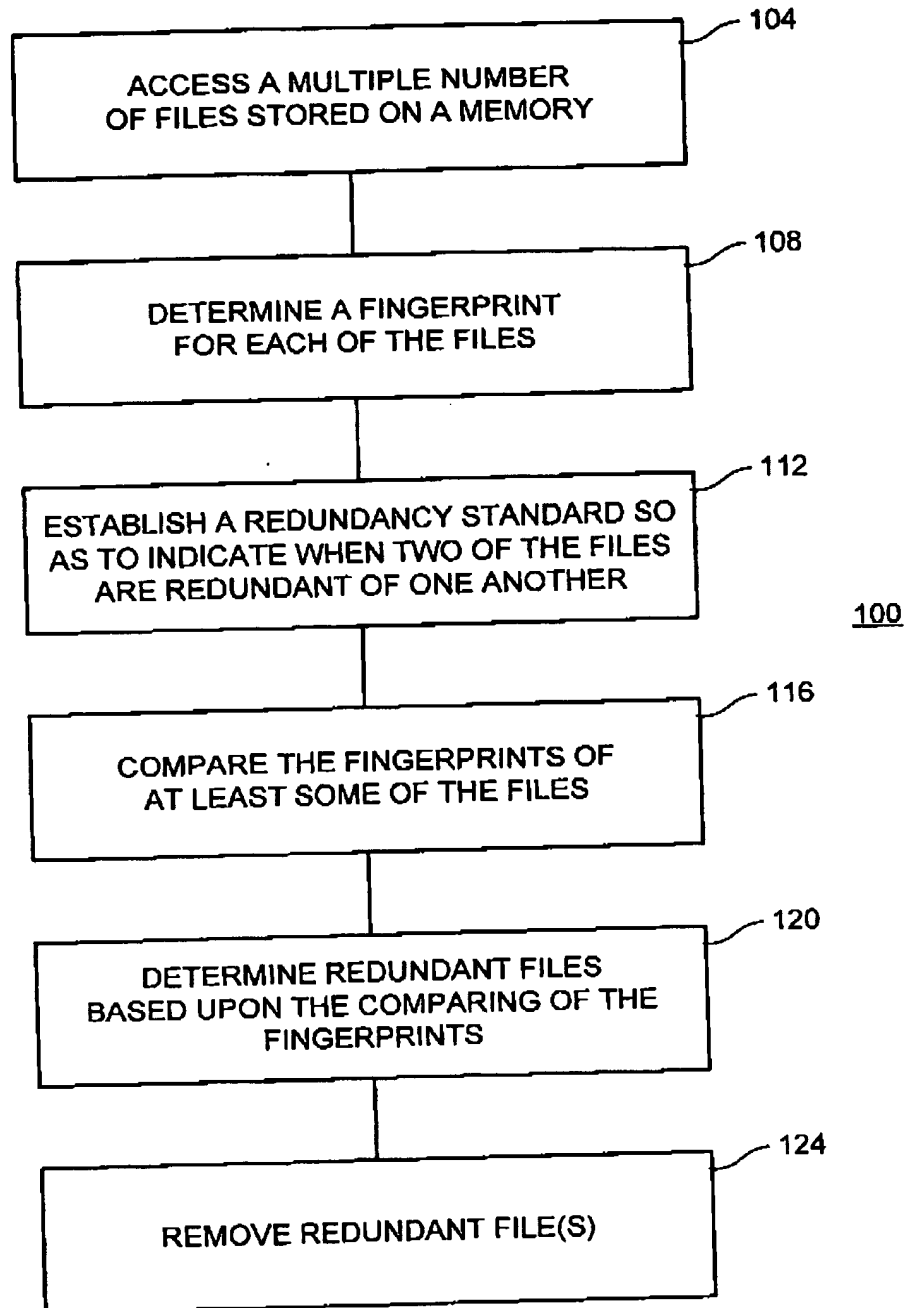 104
ACCESS A MULTIPLE NUMBER
OF FILES STORED ON A MEMORY
108
DETERMINE A FINGERPRINT
FOR EACH OF THE FILES
112
ESTABLISH A REDUNDANCY STANDARD SO
AS TO INDICATE WHEN TWO OF THE FILES
ARE REDUNDANT OF ONE ANOTHER
100
116
COMPARE THE FINGERPRINTS OF
AT LEAST SOME OF THE FILES
120
DETERMINE REDUNDANT FILES
BASED UPON THE COMPARING OF THE
FINGERPRINTS
124
REMOVE REDUNDANT FILE(S)